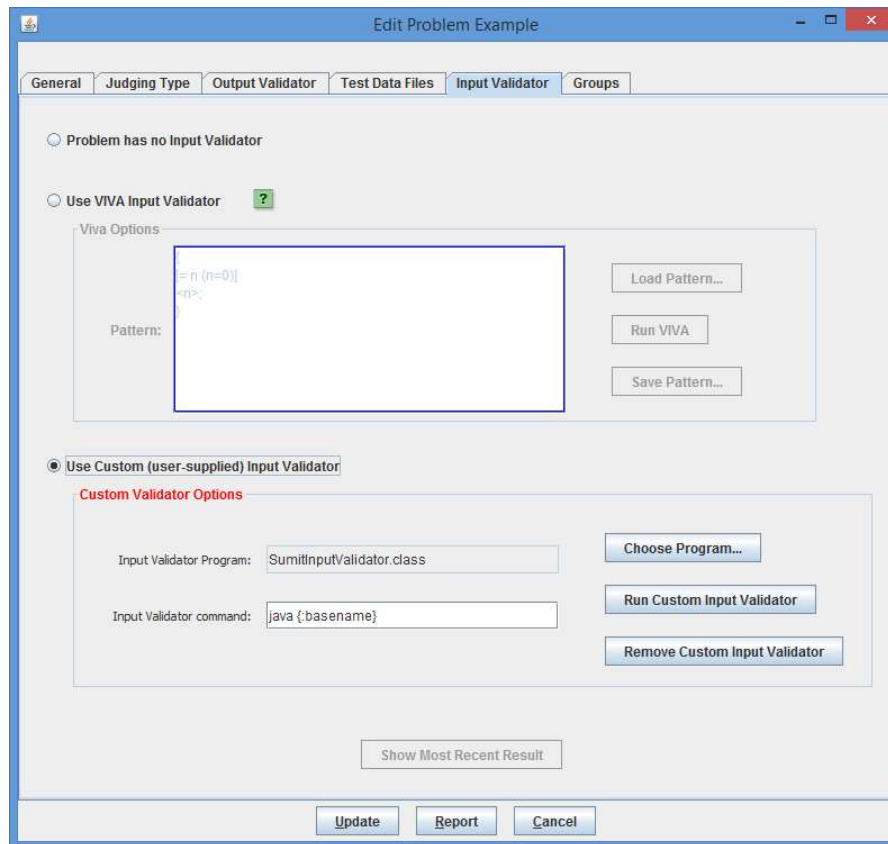 Edit Problem Example
General Judging Type Output Validator Test Data Files Input Validator Groups
Problem has no Input Validator
Use VIVA Input Validator ?
Viva Options
{
[= n (n=0)]
<n>;
}
Pattern:
Load Pattern...
Run VIVA
Save Pattern...
Use Custom (user-supplied) Input Validator
Custom Validator Options
Input Validator Program: SumitInputValidator.class
Choose Program...
Input Validator command: java {:basename}
Run Custom Input Validator
Remove Custom Input Validator
Show Most Recent Result
Update Report Cancel